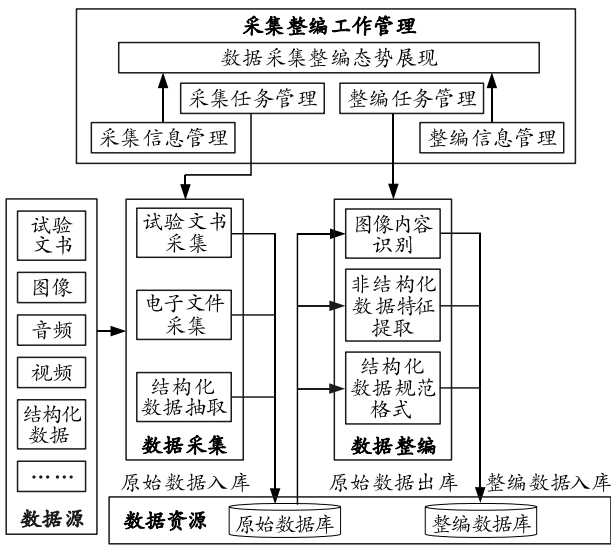 采集整编工作管理
数据采集整编态势展现
采集任务管理
整编任务管理
采集信息管理
整编信息管理
试验
文书
图像
音频
视频
结构化
数据
……
数据源
试验文书
采集
电子文件
采集
结构化
数据抽取
数据采集
图像内容
识别
非结构化
数据特征
提取
结构化
数据规范
格式
数据整编
原始数据入库
原始数据出库
整编数据入库
数据资源
原始数据库
整编数据库